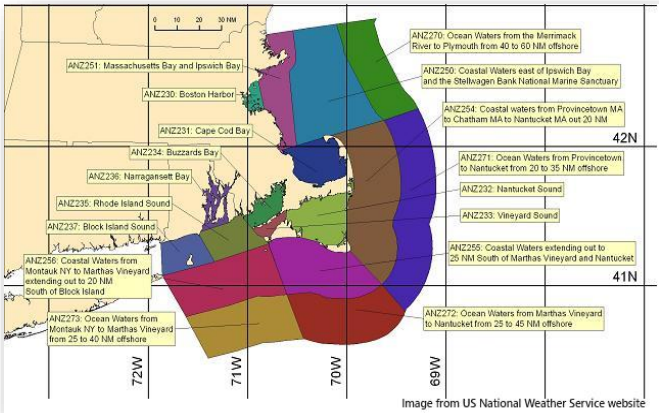 0 10 20 30 NM
ANZ270: Ocean Waters from the Merrimack
River to Plymouth from 40 to 60 NM offshore
ANZ251: Massachusetts Bay and Ipswich Bay
ANZ250: Coastal Waters east of Ipswich Bay
and the Stellwagen Bank National Marine Sanctuary
ANZ230: Boston Harbor
ANZ254: Coastal waters from Provincetown MA
to Chatham MA to Nantucket MA out 20 NM
ANZ231: Cape Cod Bay
42N
ANZ234: Buzzards Bay
ANZ271: Ocean Waters from Provincetown
to Nantucket from 20 to 35 NM offshore
ANZ236: Narragansett Bay
ANZ232: Nantucket Sound
ANZ235: Rhode Island Sound
ANZ233: Vineyard Sound
ANZ237: Block Island Sound
ANZ255: Coastal Waters extending out to
25 NM South of Marthas Vineyard and Nantucket
ANZ256: Coastal Waters from
Montauk NY to Marthas Vineyard
extending out to 20 NM
South of Block Island
41N
ANZ273: Ocean Waters from
Montauk NY to Marthas Vineyard
from 25 to 40 NM offshore
ANZ272: Ocean Waters from Marthas Vineyard
to Nantucket from 25 to 45 NM offshore
72W
71W
70W
69W
Image from US National Weather Service website